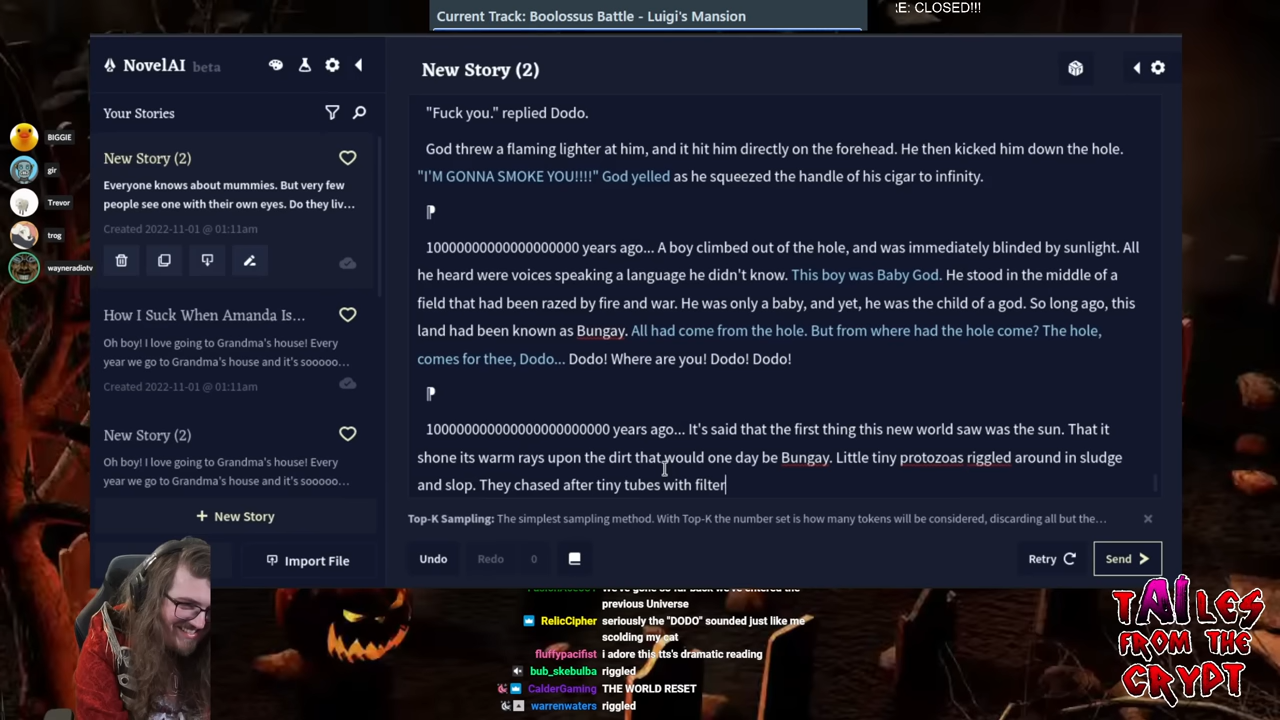 Current Track: Boolossus Battle - Luigi's Mansion
E: CLOSED!!!
NovelAI beta
New Story (2)
"Fuck you." replied Dodo.
God threw a flaming lighter at him, and it hit him directly on the forehead. He then kicked him down the hole.
"I'M GONNA SMOKE YOU!!!!" God yelled as he squeezed the handle of his cigar to infinity.
⁋
10000000000000000000 years ago... A boy climbed out of the hole, and was immediately blinded by sunlight. All
he heard were voices speaking a language he didn't know. This boy was Baby God. He stood in the middle of a
field that had been razed by fire and war. He was only a baby, and yet, he was the child of a god. So long ago, this
land had been known as Bungay. All had come from the hole. But from where had the hole come? The hole,
comes for thee, Dodo... Dodo! Where are you! Dodo! Dodo!
⁋
100000000000000000000000 years ago... It's said that the first thing this new world saw was the sun. That it
shone its warm rays upon the dirt that would one day be Bungay. Little tiny protozoas riggled around in sludge
and slop. They chased after tiny tubes with filter
Top-K Sampling: The simplest sampling method. With Top-K the number set is how many tokens will be considered, discarding all but the...
Undo
Redo
0
Retry
Send
Your Stories
New Story (2)
Everyone knows about mummies. But very few
people see one with their own eyes. Do they liv...
Created 2022-11-01 @ 01:11am
How I Suck When Amanda Is...
Oh boy! I love going to Grandma's house! Every
year we go to Grandma's house and it's sooooo...
Created 2022-11-01 @ 01:11am
New Story (2)
Oh boy! I love going to Grandma's house! Every
year we go to Grandma's house and it's sooooo...
+ New Story
Import File
BIGGIE
gir
Trevor
trog
wayneradiotv
we've gone so far back we've entered the
previous Universe
RelicCipher seriously the "DODO" sounded just like me
scolding my cat
fluffypacifist i adore this tts's dramatic reading
bub_skebulba riggled
CalderGaming THE WORLD RESET
warrenwaters riggled
TAILES
FROM THE
CRYPT